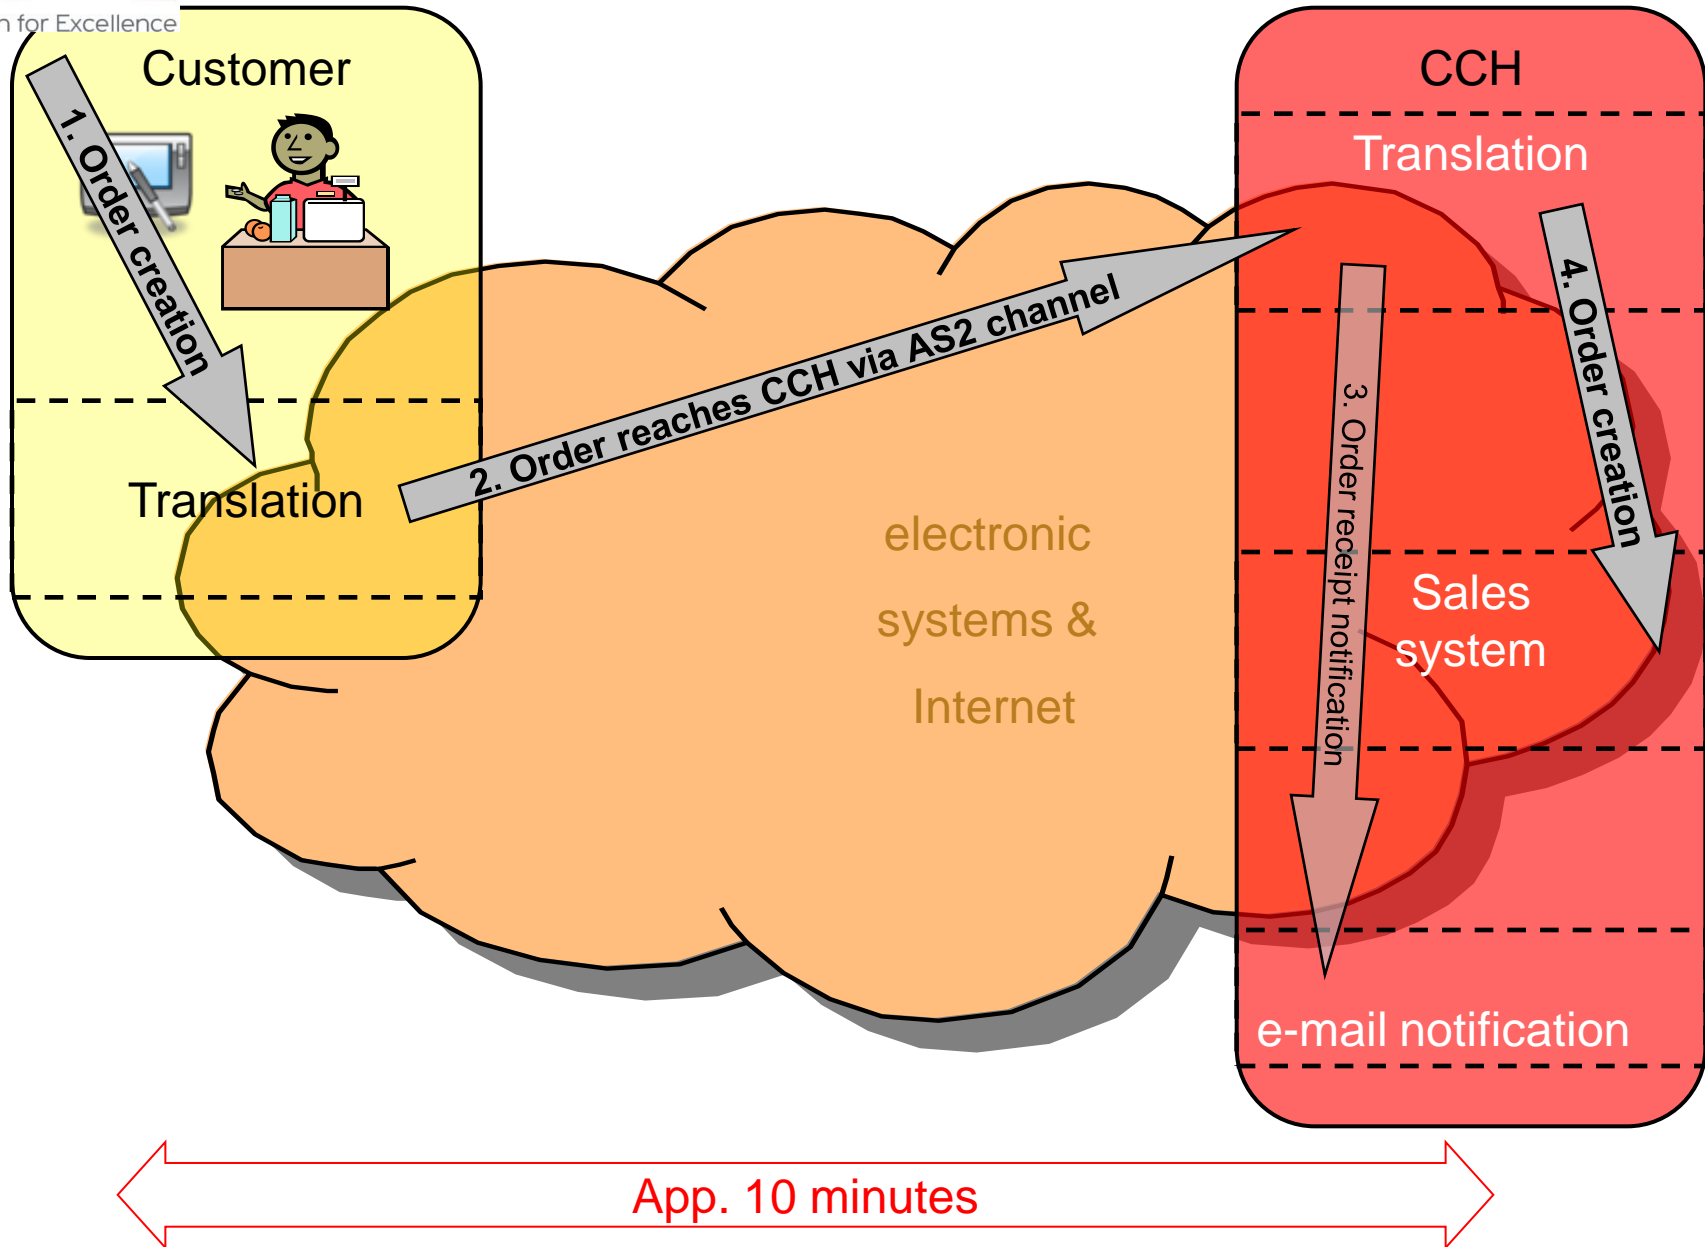 for Excellence
Customer
1. Order creation
Translation
2. Order reaches CCH via AS2 channel
electronic
systems &
Internet
CCH
Translation
3. Order receipt notification
4. Order creation
Sales
system
e-mail notification
App. 10 minutes